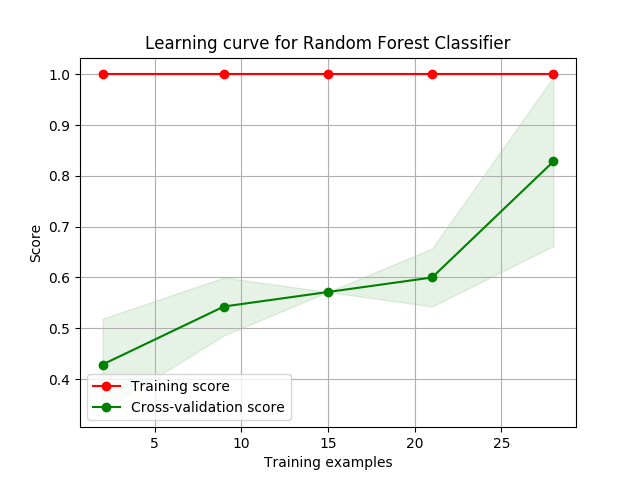 Learning curve for Random Forest Classifier
1.0
0.9
0.8
0.7
0.6
0.5
0.4
Score
Training score
Cross-validation score
5
10
15
20
25
Training examples